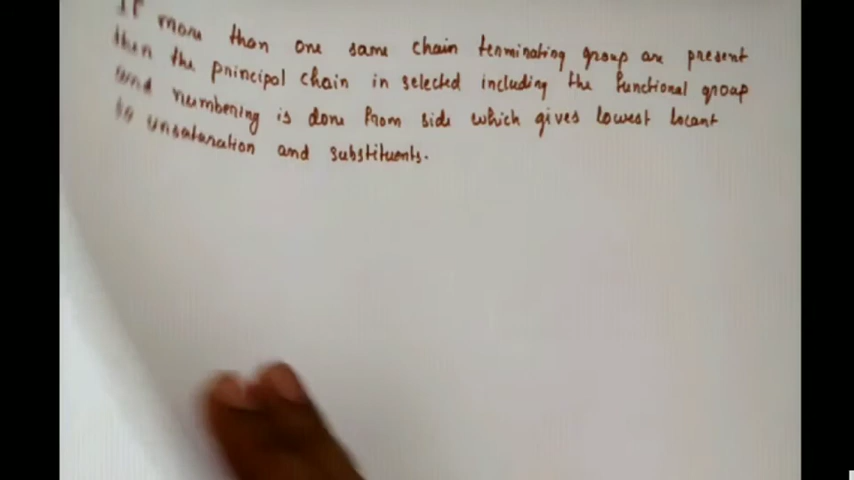 If more than one same chain terminating group are present
then the principal chain in selected including the functional group
and numbering is done from side which gives lowest locant
to unsaturation and substituents.